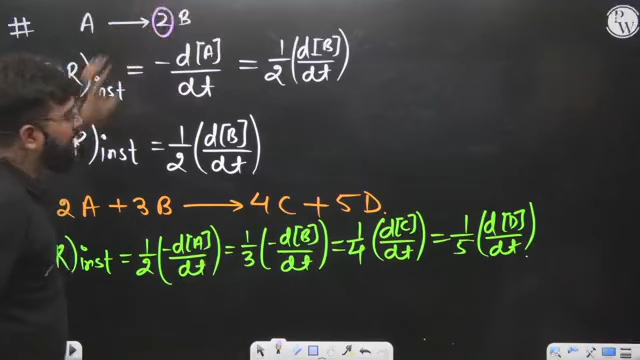 # A → 2B
R)inst = -d[A]/dt = 1/2 (d[B]/dt)
R)inst = 1/2 (d[B]/dt)
2A + 3B → 4C + 5D.
R)inst = 1/2 (-d[A]/dt) = 1/3 (-d[B]/dt) = 1/4 (d[C]/dt) = 1/5 (d[D]/dt).